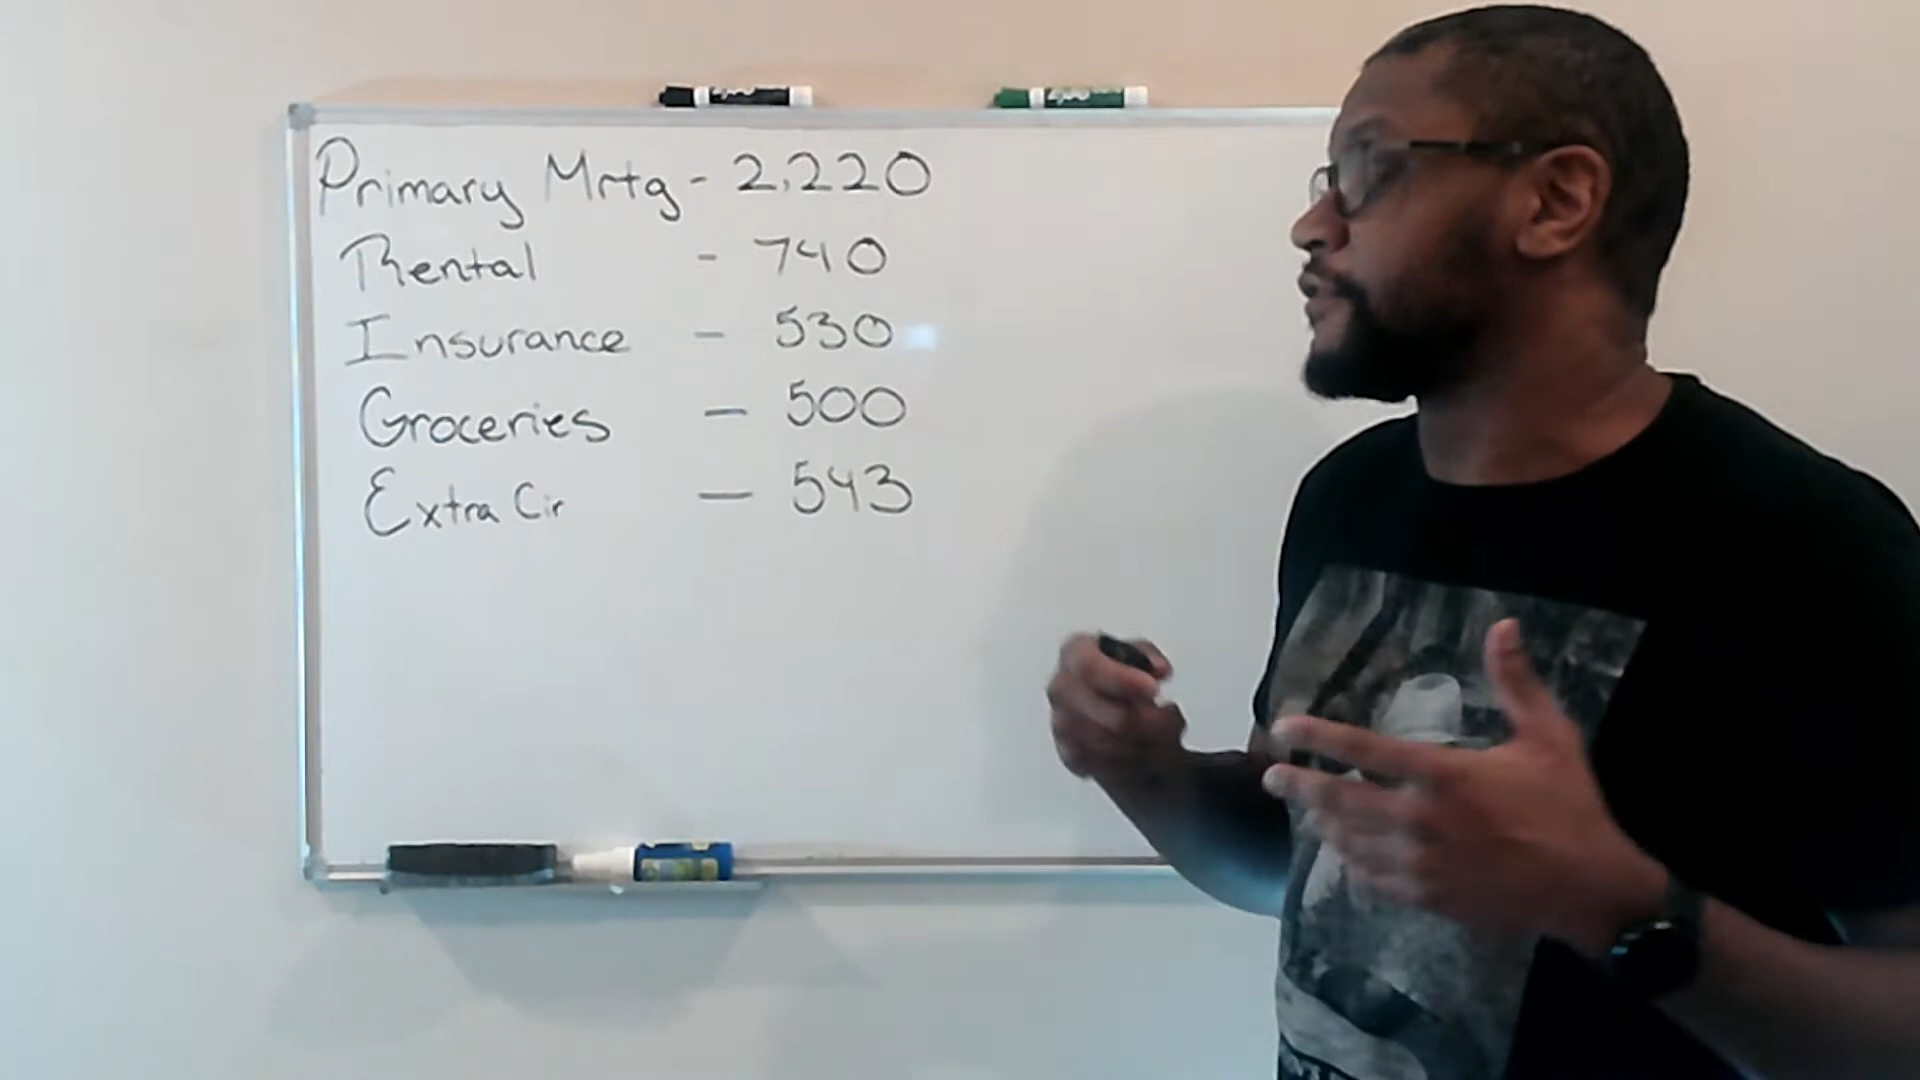 Primary Mrtg - 2,220
Rental - 740
Insurance - 530
Groceries - 500
Extra Cir - 543